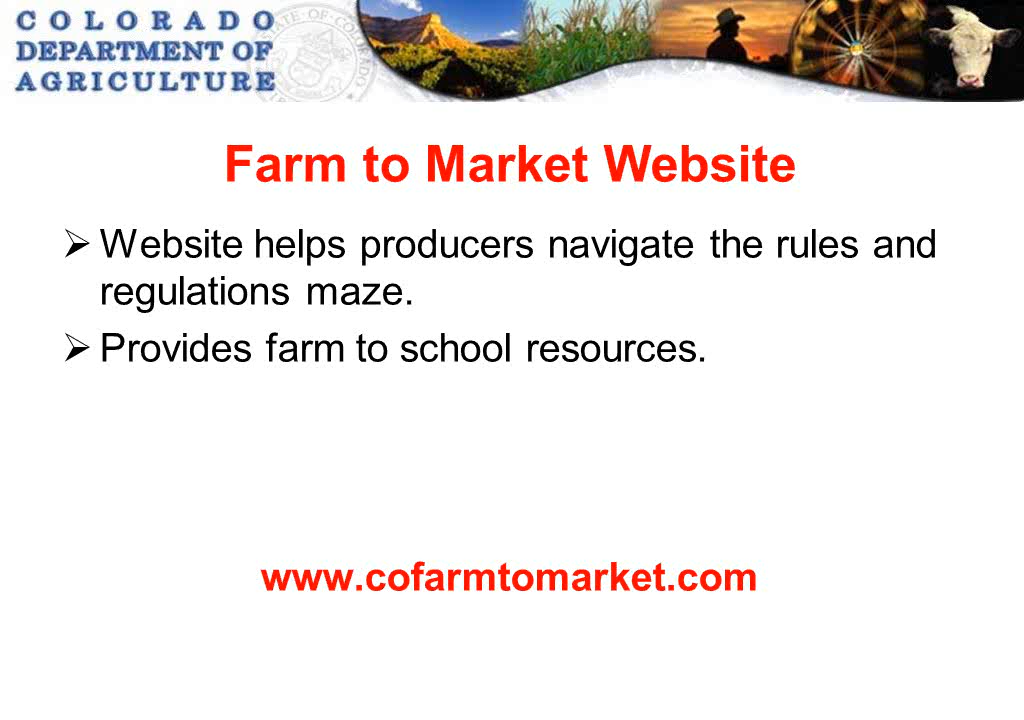 COLORADO
DEPARTMENT OF
AGRICULTURE
Farm to Market Website
➢ Website helps producers navigate the rules and
regulations maze.
➢ Provides farm to school resources.
www.cofarmtomarket.com